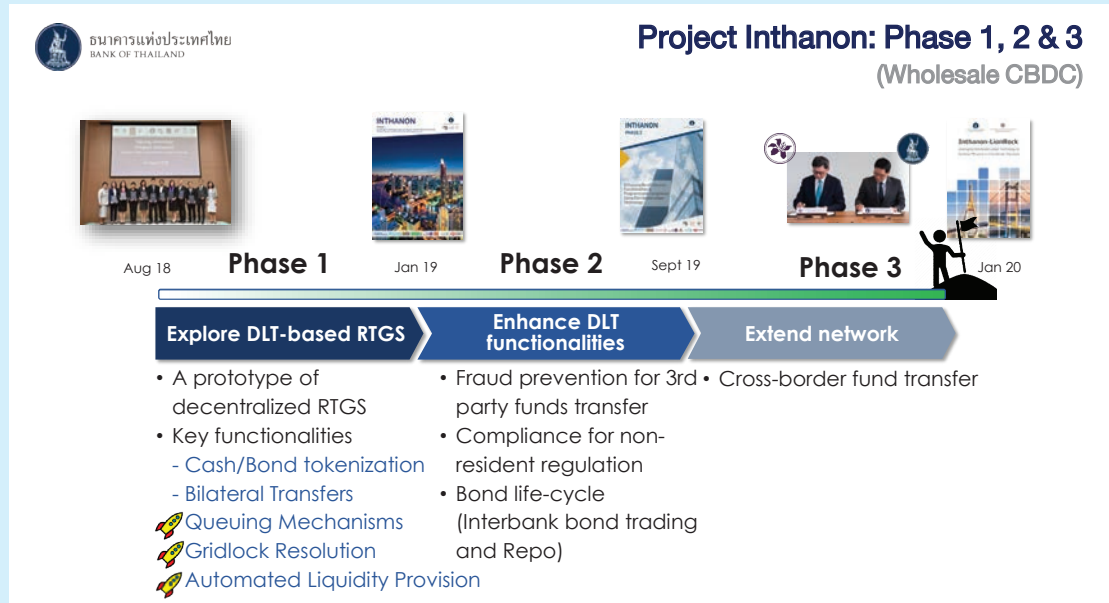 ธนาคารแห่งประเทศไทย
BANK OF THAILAND
Project Inthanon: Phase 1, 2 & 3
(Wholesale CBDC)
INTHANON
INTHANON
PHASE 2
Inthanon-LionRock
Aug 18
Phase 1
Jan 19
Phase 2
Sept 19
Phase 3
Jan 20
Explore DLT-based RTGS
Enhance DLT
functionalities
Extend network
• A prototype of
decentralized RTGS
• Key functionalities
- Cash/Bond tokenization
- Bilateral Transfers
Queuing Mechanisms
Gridlock Resolution
Automated Liquidity Provision
• Fraud prevention for 3rd
party funds transfer
• Compliance for non-
resident regulation
• Bond life-cycle
(Interbank bond trading
and Repo)
• Cross-border fund transfer